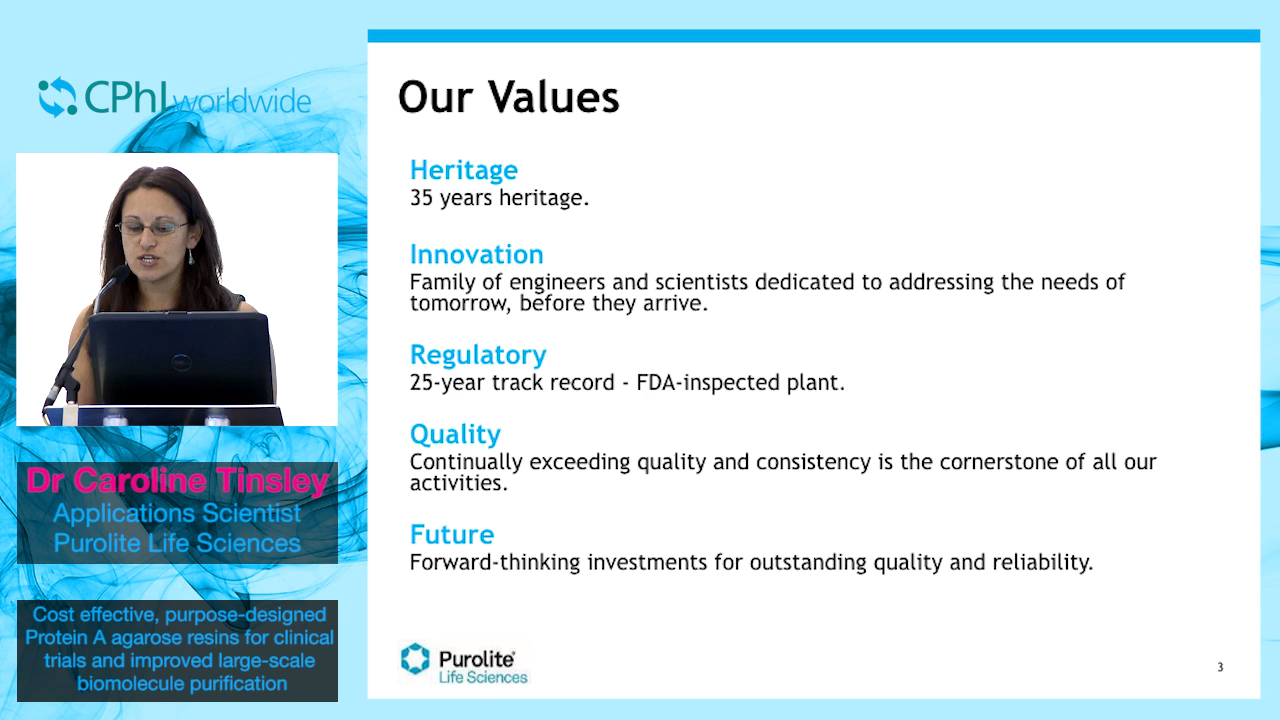 CPhI worldwide
Dr Caroline Tinsley
Applications Scientist
Purolite Life Sciences
Cost effective, purpose-designed
Protein A agarose resins for clinical
trials and improved large-scale
biomolecule purification
Our Values
Heritage
35 years heritage.
Innovation
Family of engineers and scientists dedicated to addressing the needs of
tomorrow, before they arrive.
Regulatory
25-year track record - FDA-inspected plant.
Quality
Continually exceeding quality and consistency is the cornerstone of all our
activities.
Future
Forward-thinking investments for outstanding quality and reliability.
Purolite®
Life Sciences
3
DELL